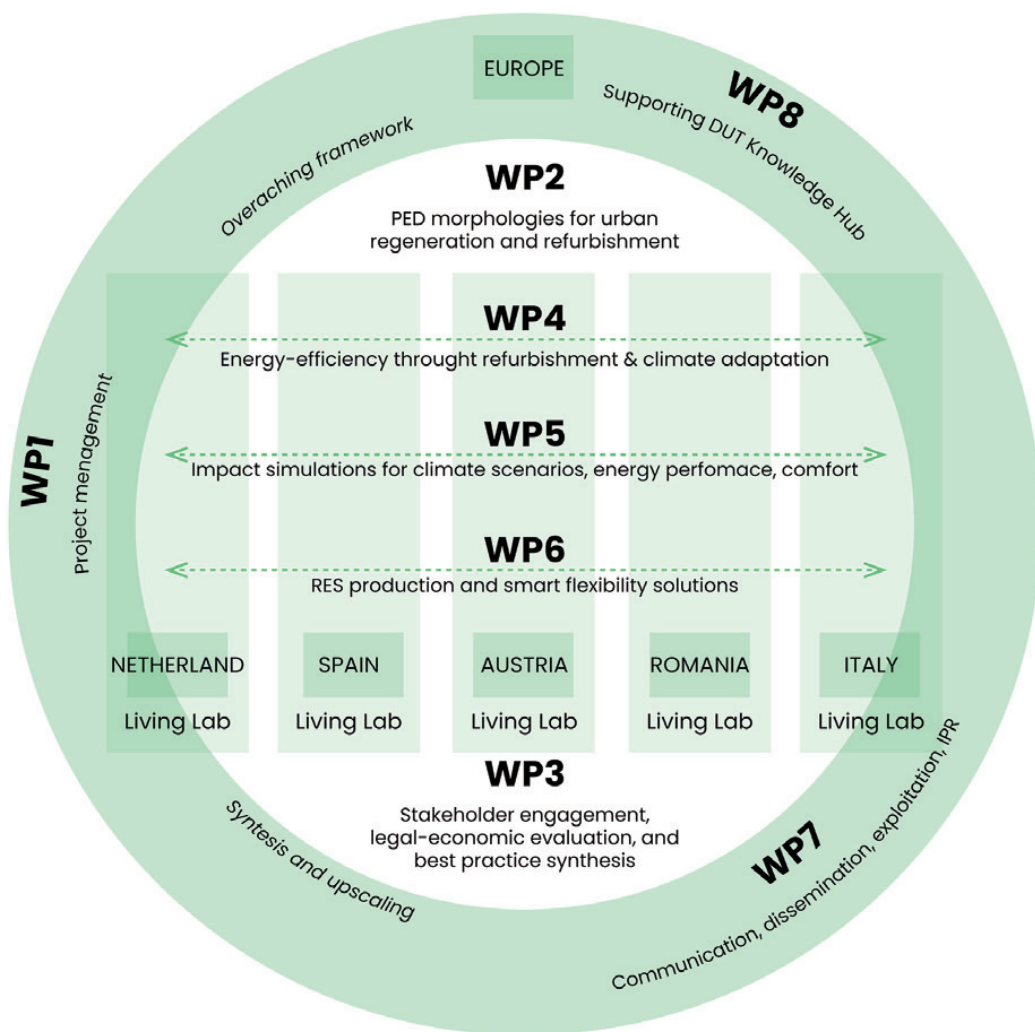 EUROPE
WP8
Supporting DUT Knowledge Hub
Overaching framework
WP2
PED morphologies for urban
regeneration and refurbishment
WP4
Energy-efficiency throught refurbishment & climate adaptation
WP1
Project menagement
WP5
Impact simulations for climate scenarios, energy perfomace, comfort
WP6
RES production and smart flexibility solutions
NETHERLAND
SPAIN
AUSTRIA
ROMANIA
ITALY
Living Lab
Living Lab
Living Lab
Living Lab
Living Lab
WP3
Stakeholder engagement,
legal-economic evaluation, and
best practice synthesis
Syntesis and upscaling
WP7
Communication, dissemination, exploitation, IPR